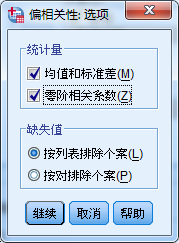 偏相关性: 选项
统计量
均值和标准差(M)
零阶相关系数(Z)
缺失值
按列表排除个案(L)
按对排除个案(P)
继续 取消 帮助